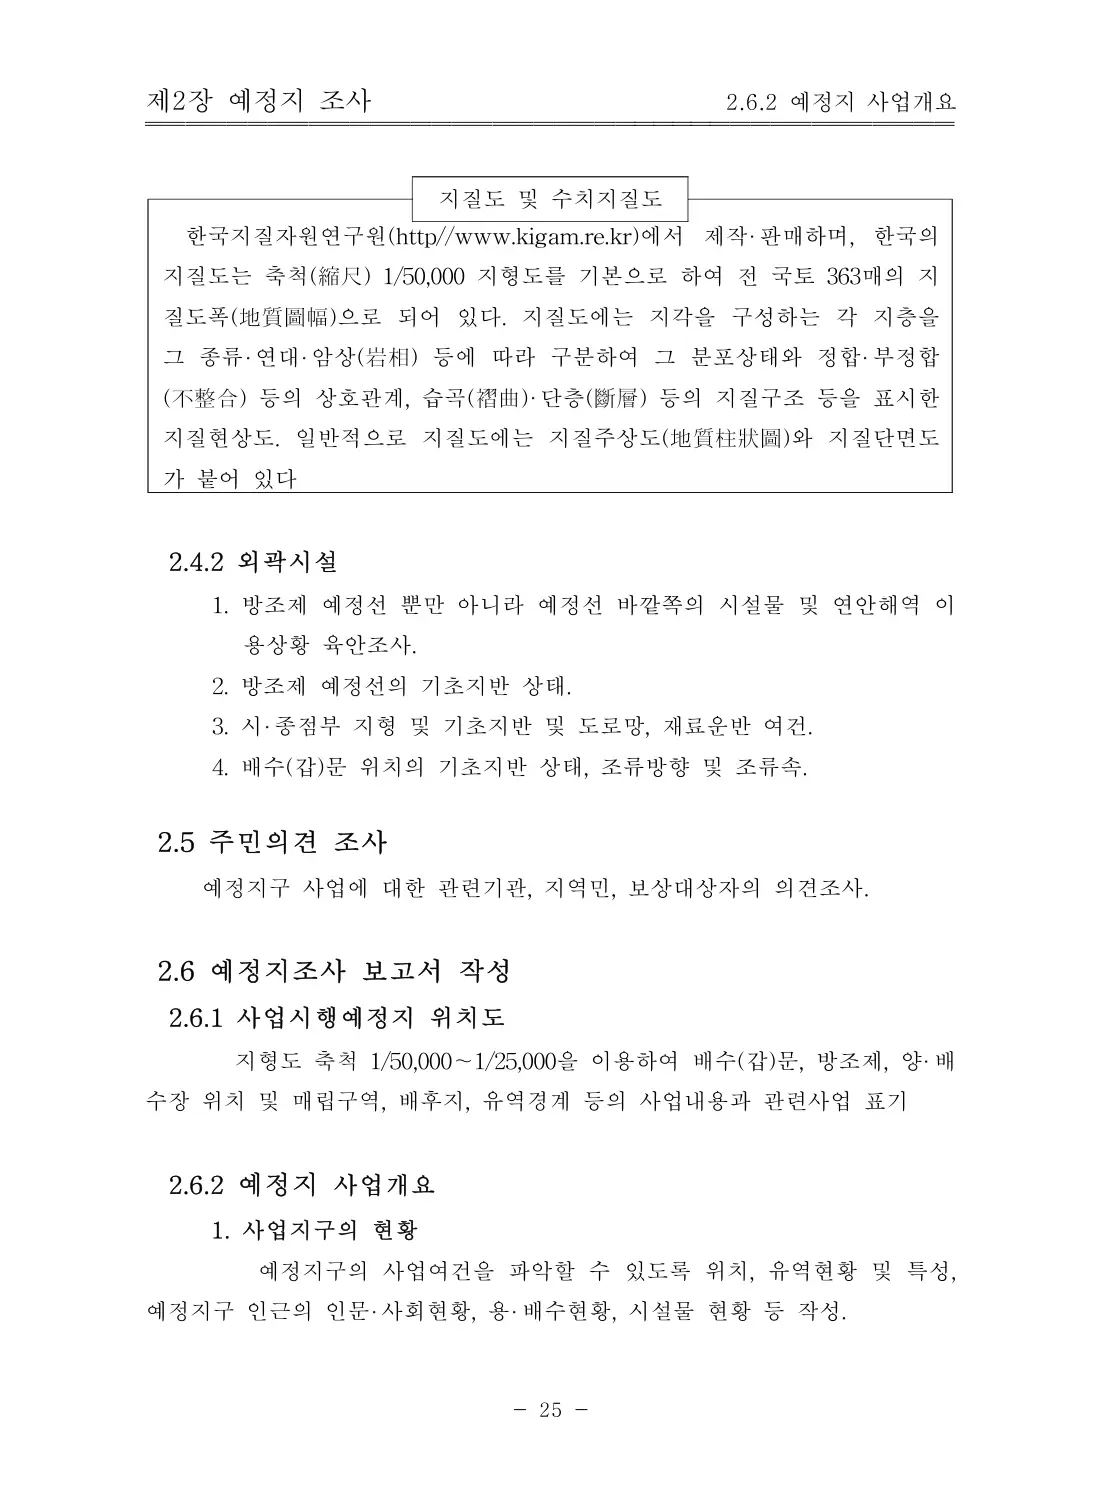 제2장 예정지 조사
2.6.2 예정지 사업개요
지질도 및 수치지질도
한국지질자원연구원(http//www.kigam.re.kr)에서 제작·판매하며, 한국의
지질도는 축척(縮尺) 1/50,000 지형도를 기본으로 하여 전 국토 363매의 지
질도폭(地質圖幅)으로 되어 있다. 지질도에는 지각을 구성하는 각 지층을
그 종류·연대·암상(岩相) 등에 따라 구분하여 그 분포상태와 정합·부정합
(不整合) 등의 상호관계, 습곡(褶曲)·단층(斷層) 등의 지질구조 등을 표시한
지질현상도. 일반적으로 지질도에는 지질주상도(地質柱狀圖)와 지질단면도
가 붙어 있다
2.4.2 외곽시설
1. 방조제 예정선 뿐만 아니라 예정선 바깥쪽의 시설물 및 연안해역 이
용상황 육안조사.
2. 방조제 예정선의 기초지반 상태.
3. 시·종점부 지형 및 기초지반 및 도로망, 재료운반 여건.
4. 배수(갑)문 위치의 기초지반 상태, 조류방향 및 조류속.
2.5 주민의견 조사
예정지구 사업에 대한 관련기관, 지역민, 보상대상자의 의견조사.
2.6 예정지조사 보고서 작성
2.6.1 사업시행예정지 위치도
지형도 축척 1/50,000∼1/25,000을 이용하여 배수(갑)문, 방조제, 양·배
수장 위치 및 매립구역, 배후지, 유역경계 등의 사업내용과 관련사업 표기
2.6.2 예정지 사업개요
1. 사업지구의 현황
예정지구의 사업여건을 파악할 수 있도록 위치, 유역현황 및 특성,
예정지구 인근의 인문·사회현황, 용·배수현황, 시설물 현황 등 작성.
- 25 -